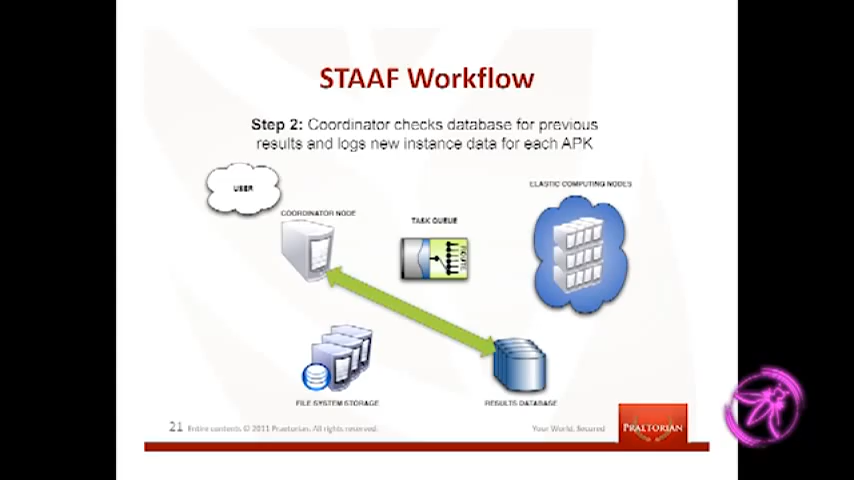 STAAF Workflow
Step 2: Coordinator checks database for previous
results and logs new instance data for each APK
USER
COORDINATOR NODE
TASK QUEUE
ELASTIC COMPUTING NODES
ROUTE
FILE SYSTEM STORAGE
RESULTS DATABASE
21 Entire contents © 2011 Praetorian. All rights reserved.
Your World, Secured
PRAETORIAN